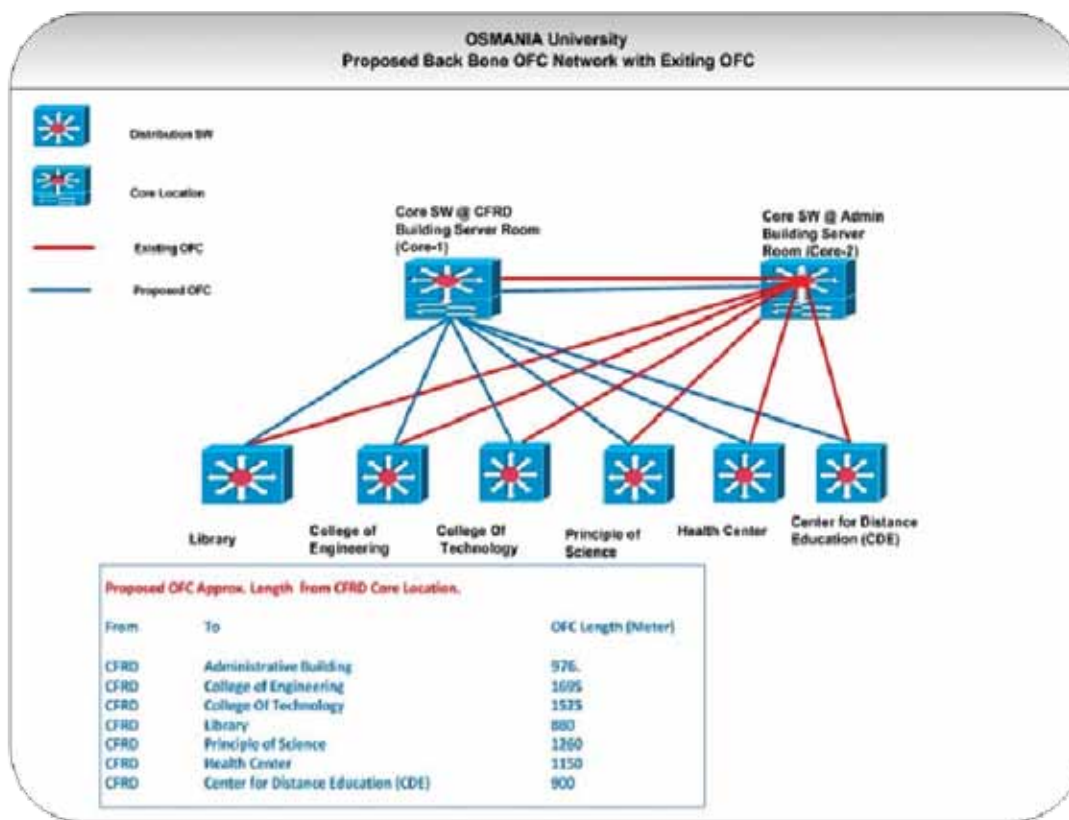 OSMANIA University
Proposed Back Bone OFC Network with Exiting OFC
Distribution SW
Core Location
Existing OFC
Proposed OFC
Core SW @ CFRD
Building Server Room
(Core-1)
Core SW @ Admin
Building Server
Room (Core-2)
Library
College of
Engineering
College Of
Technology
Principle of
Science
Health Center
Center for Distance
Education (CDE)
Proposed OFC Approx. Length from CFRD Core Location.
From To OFC Length (Meter)
CFRD Administrative Building 976.
CFRD College of Engineering 1695
CFRD College Of Technology 1525
CFRD Library 880
CFRD Principle of Science 1260
CFRD Health Center 1150
CFRD Center for Distance Education (CDE) 900